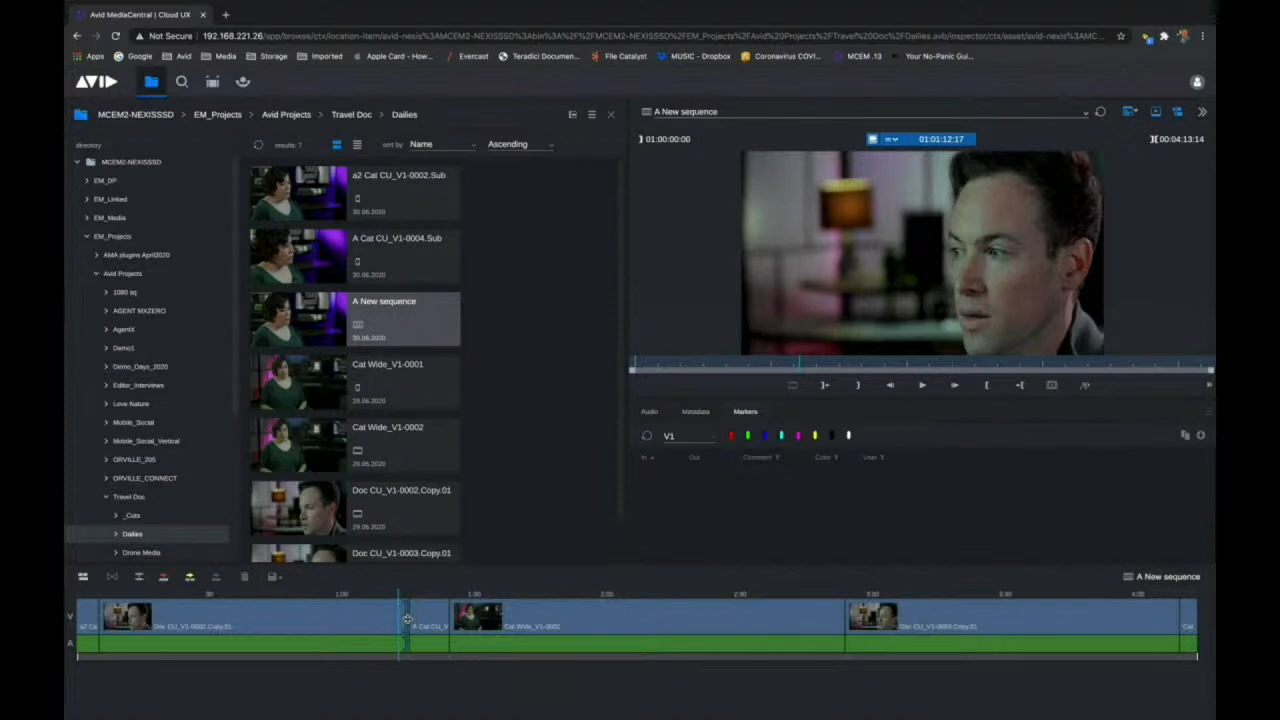 Avid MediaCentral | Cloud UX
Not Secure 192.168.221.26/app/browse/ctx/location-item/avid-nexis%3AMCEM2-NEXISSSD%3Abin%3A%2F%2FMCEM2-NEXISSSD%2FEM_Projects%2FAvid%20Projects%2FTravel%20Doc%2FDailies.avb/inspector/ctx/asset/avid-nexis%3AMC...
Apps Google Avid Media Storage Imported Apple Card - How... Evercast Teradici Documen... File Catalyst MUSIC - Dropbox Coronavirus COVI... MCEM .13 Your No-Panic Gui...
AVID
MCEM2-NEXISSSD EM_Projects Avid Projects Travel Doc Dailies
directory
results: 7 sort by Name Ascending
MCEM2-NEXISSSD
EM_DP
EM_Linked
EM_Media
EM_Projects
AMA plugins April2020
Avid Projects
1080 sq
AGENT MXZERO
AgentX
Demo1
Demo_Days_2020
Editor_Interviews
Love Nature
Mobile_Social
Mobile_Social_Vertical
ORVILLE_205
ORVILLE_CONNECT
Travel Doc
_Cuts
Dailies
Drone Media
a2 Cat CU_V1-0002.Sub
30.06.2020
A Cat CU_V1-0004.Sub
30.06.2020
A New sequence
30.06.2020
Cat Wide_V1-0001
29.06.2020
Cat Wide_V1-0002
29.06.2020
Doc CU_V1-0002.Copy.01
29.06.2020
Doc CU_V1-0003.Copy.01
A New sequence
01:00:00:00 m 01:01:12:17 00:04:13:14
Audio Metadata Markers
V1
In Out Comment Color User
A New sequence
30 1:00 1:30 2:00 2:30 3:00 3:30 4:00
V a2 Ca Doc CU_V1-0002.Copy.01 A Cat CU_V Cat Wide_V1-0002 Doc CU_V1-0003.Copy.01 Cat
A